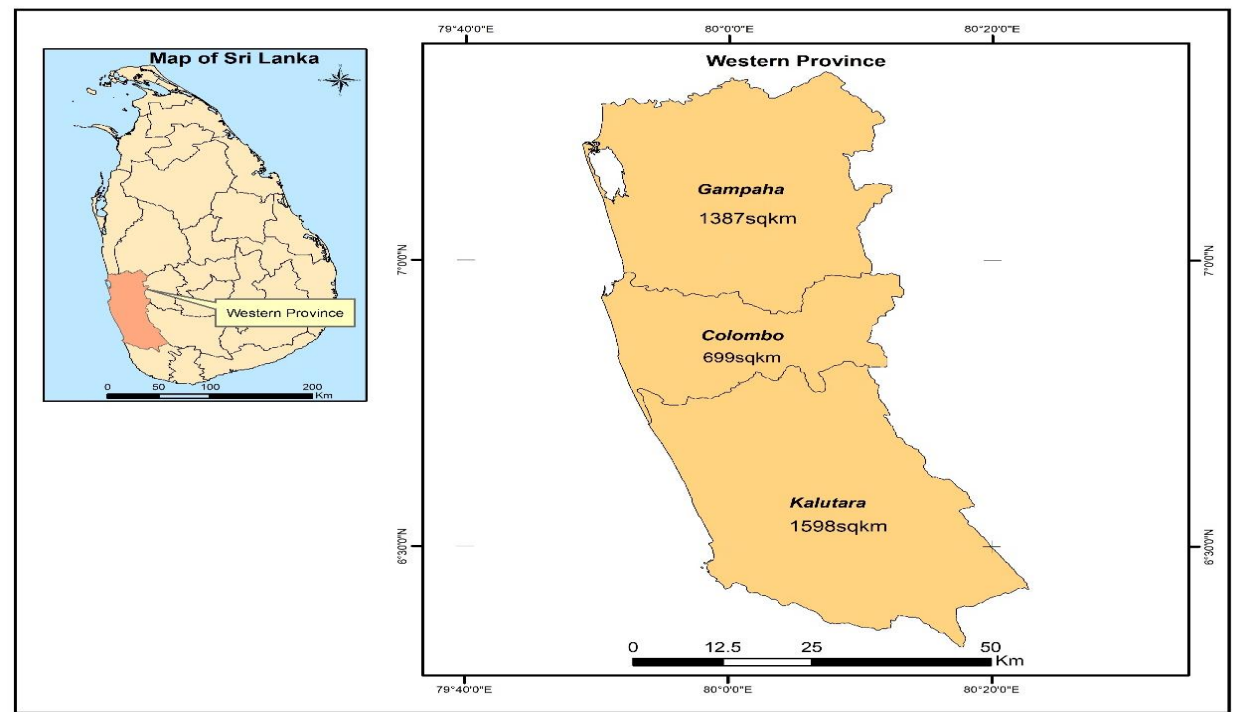 Map of Sri Lanka
Western Province
0 50 100 200
Km
79°40'0"E 80°0'0"E 80°20'0"E
Western Province
Gampaha
1387sqkm
7°0'0"N 7°0'0"N
Colombo
699sqkm
Kalutara
1598sqkm
6°30'0"N 6°30'0"N
0 12.5 25 50
Km
79°40'0"E 80°0'0"E 80°20'0"E